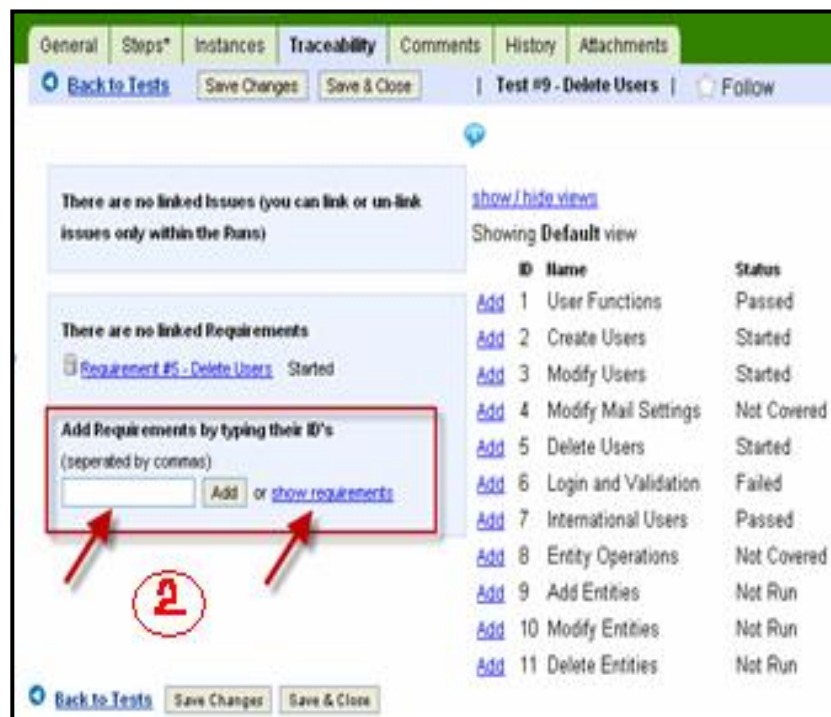 General Steps* Instances Traceability Comments History Attachments
Back to Tests Save Changes Save & Close | Test #9 - Delete Users | Follow
There are no linked Issues (you can link or un-link
issues only within the Runs)
There are no linked Requirements
Requirement #5 - Delete Users Started
Add Requirements by typing their ID's
(seperated by commas)
Add or show requirements
2
show / hide views
Showing Default view
ID Name Status
Add 1 User Functions Passed
Add 2 Create Users Started
Add 3 Modify Users Started
Add 4 Modify Mail Settings Not Covered
Add 5 Delete Users Started
Add 6 Login and Validation Failed
Add 7 International Users Passed
Add 8 Entity Operations Not Covered
Add 9 Add Entities Not Run
Add 10 Modify Entities Not Run
Add 11 Delete Entities Not Run
Back to Tests Save Changes Save & Close